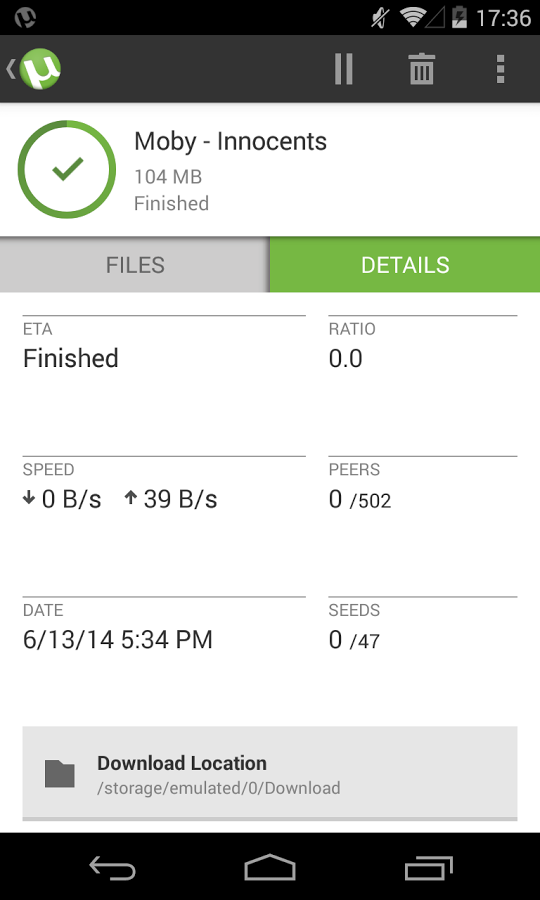 17:36
Moby - Innocents
104 MB
Finished
FILES
DETAILS
ETA
RATIO
Finished
0.0
SPEED
PEERS
0 B/s 39 B/s
0 /502
DATE
SEEDS
6/13/14 5:34 PM
0 /47
Download Location
/storage/emulated/0/Download